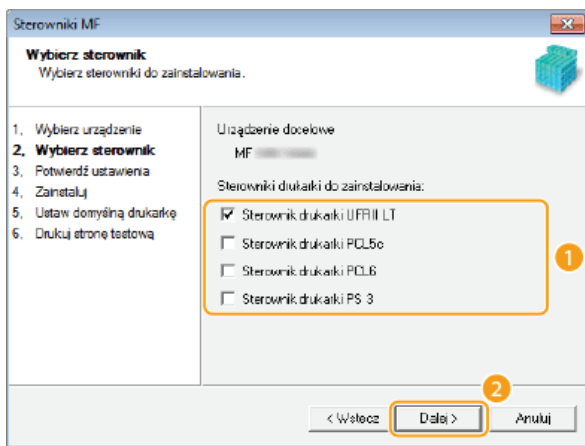 Sterowniki MF
Wybierz sterownik
Wybierz sterowniki do zainstalowania.
1. Wybierz urządzenie
2. Wybierz sterownik
3. Potwierdź ustawienia
4. Zainstaluj
5. Ustaw domyślną drukarkę
6. Drukuj stronę testową
Urządzenie docelowe
MF
Sterowniki drukarki do zainstalowania:
Sterownik drukarki UFRII LT
Sterownik drukarki PCL5c
Sterownik drukarki PCL6
Sterownik drukarki PS 3
1
2
< Wstecz
Dalej >
Anuluj